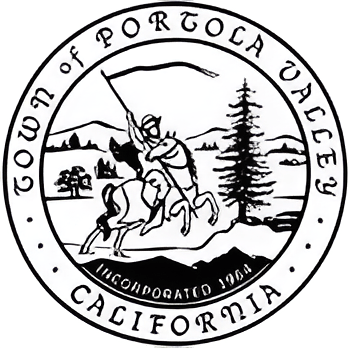 TOWN of PORTOLA VALLEY
INCORPORATED 1964
CALIFORNIA